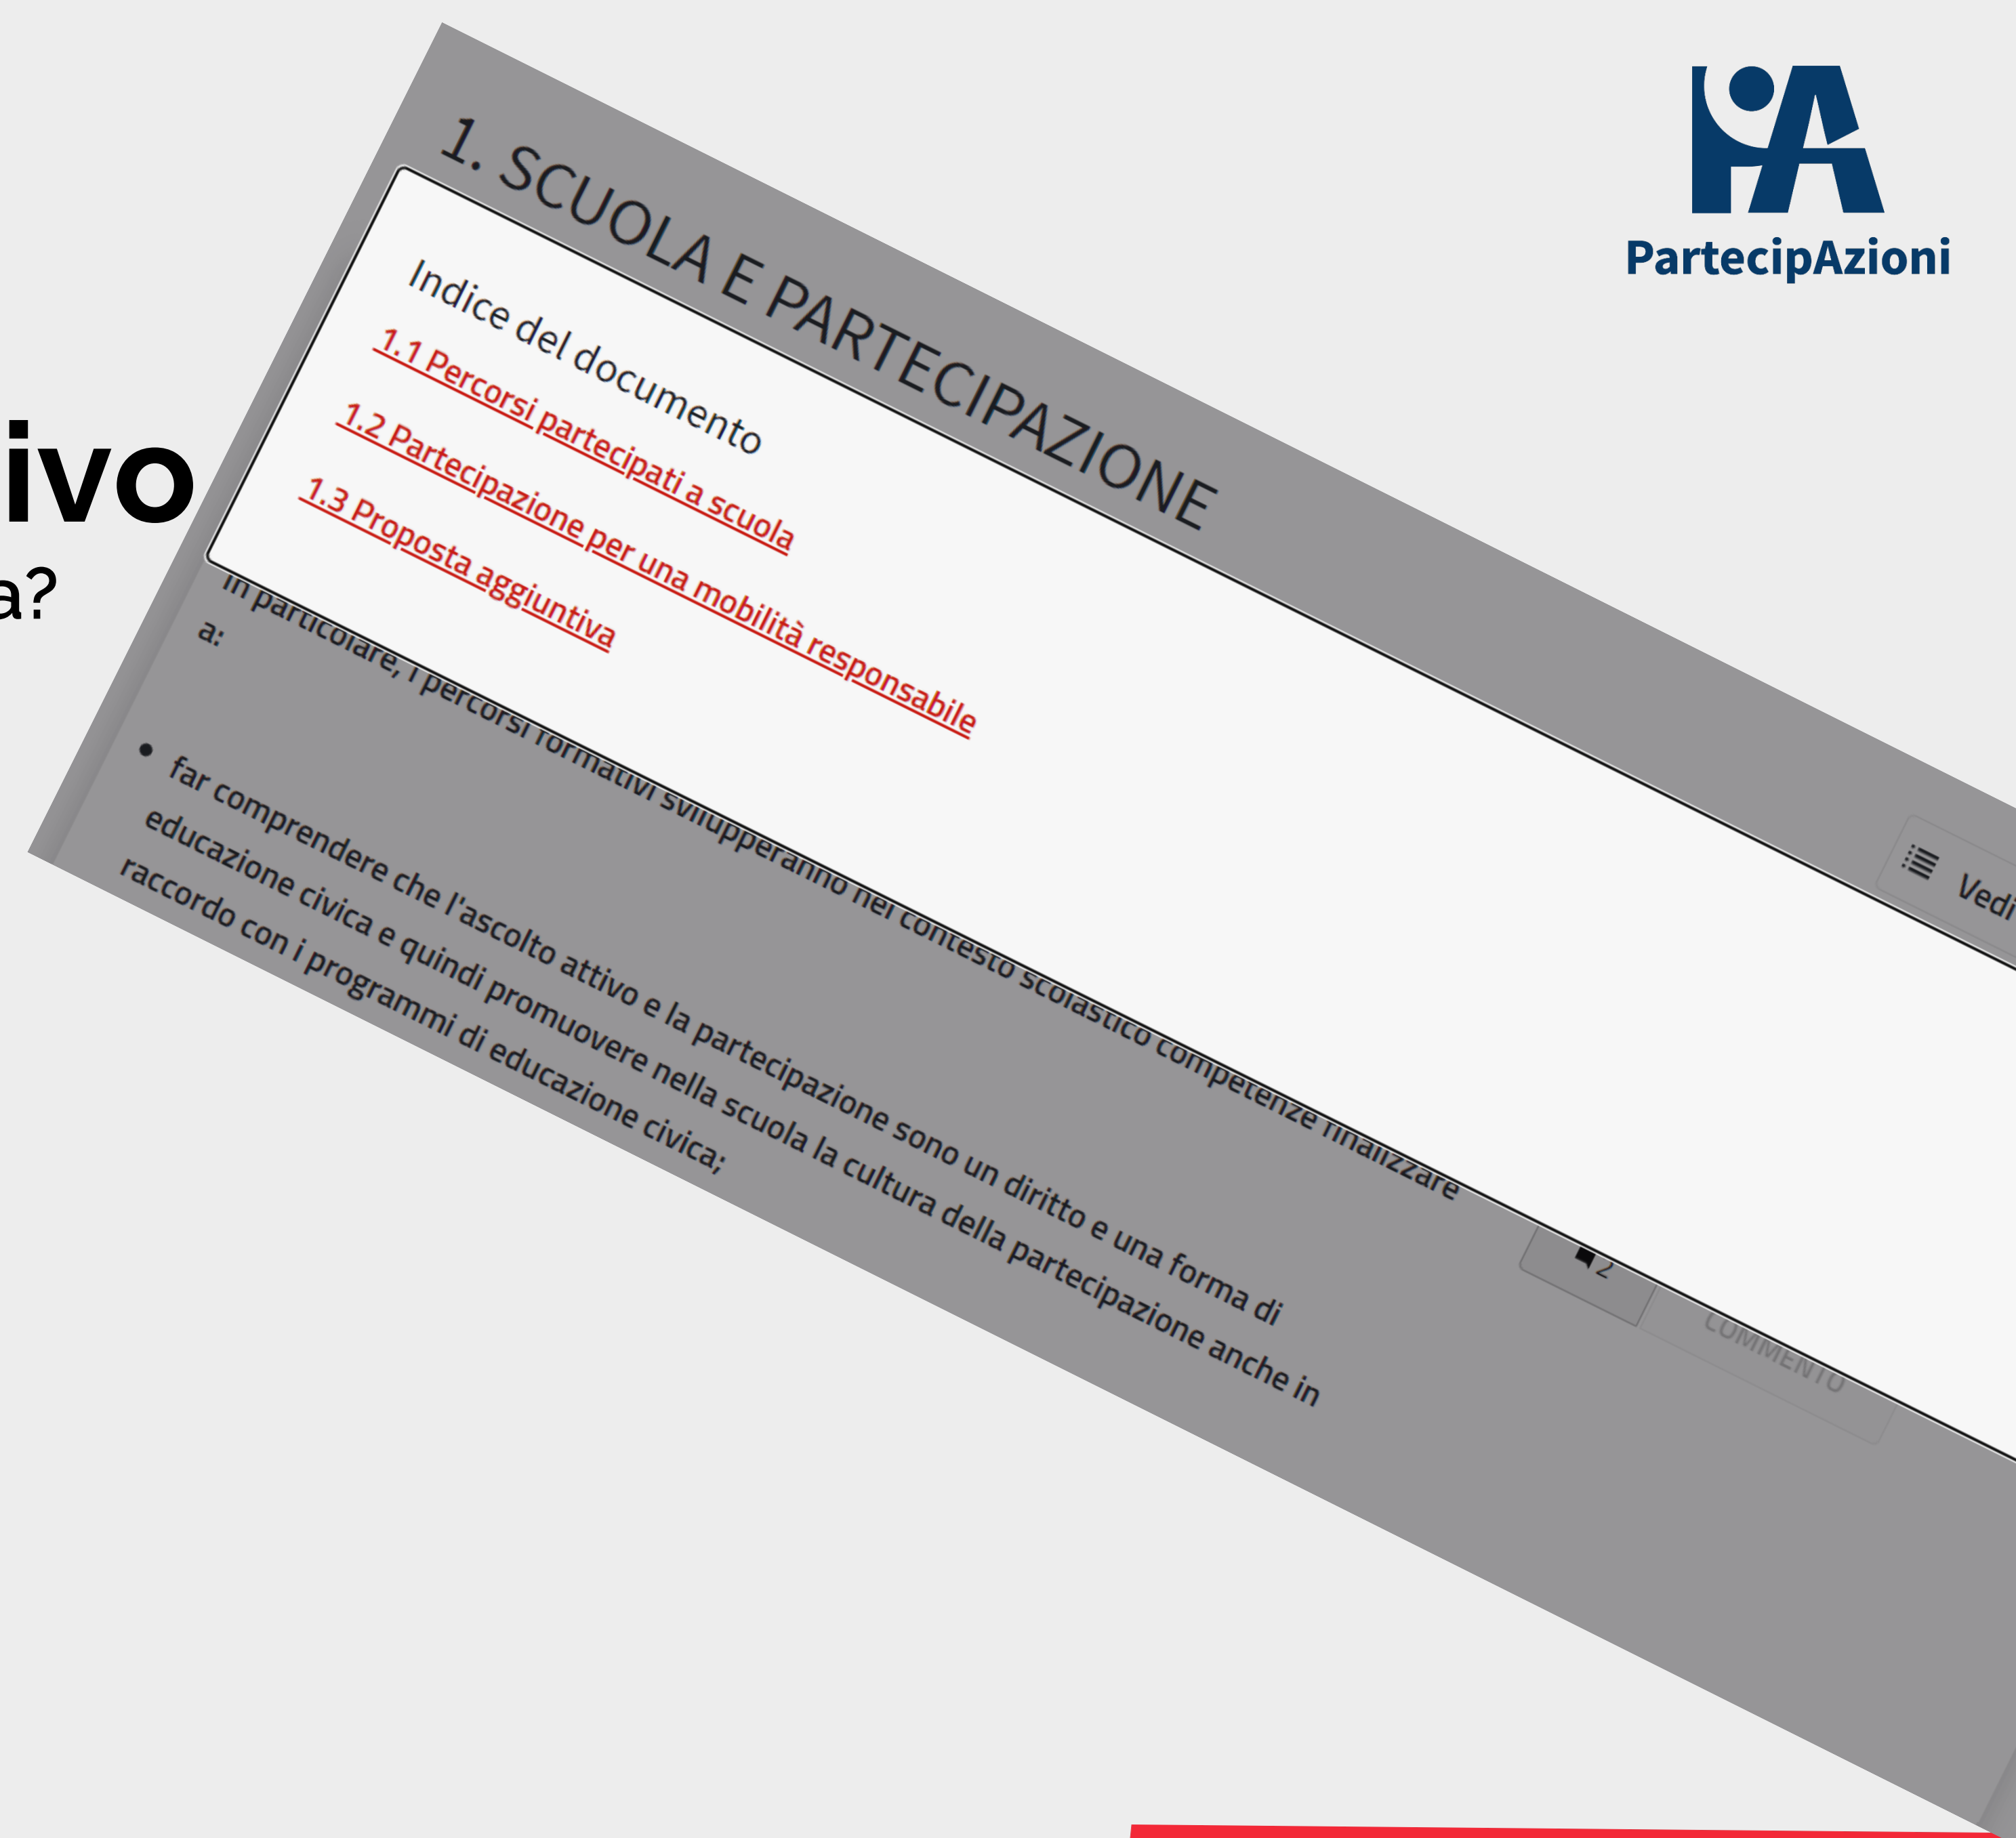 PartecipAzioni
ivo
a?
1. SCUOLA E PARTECIPAZIONE
Indice del documento
1.1 Percorsi partecipati a scuola
1.2 Partecipazione per una mobilità responsabile
1.3 Proposta aggiuntiva
Vedi
In particolare, i percorsi formativi svilupperanno nel contesto scolastico competenze finalizzare
a:
2
COMMENTO
• far comprendere che l'ascolto attivo e la partecipazione sono un diritto e una forma di
educazione civica e quindi promuovere nella scuola la cultura della partecipazione anche in
raccordo con i programmi di educazione civica;